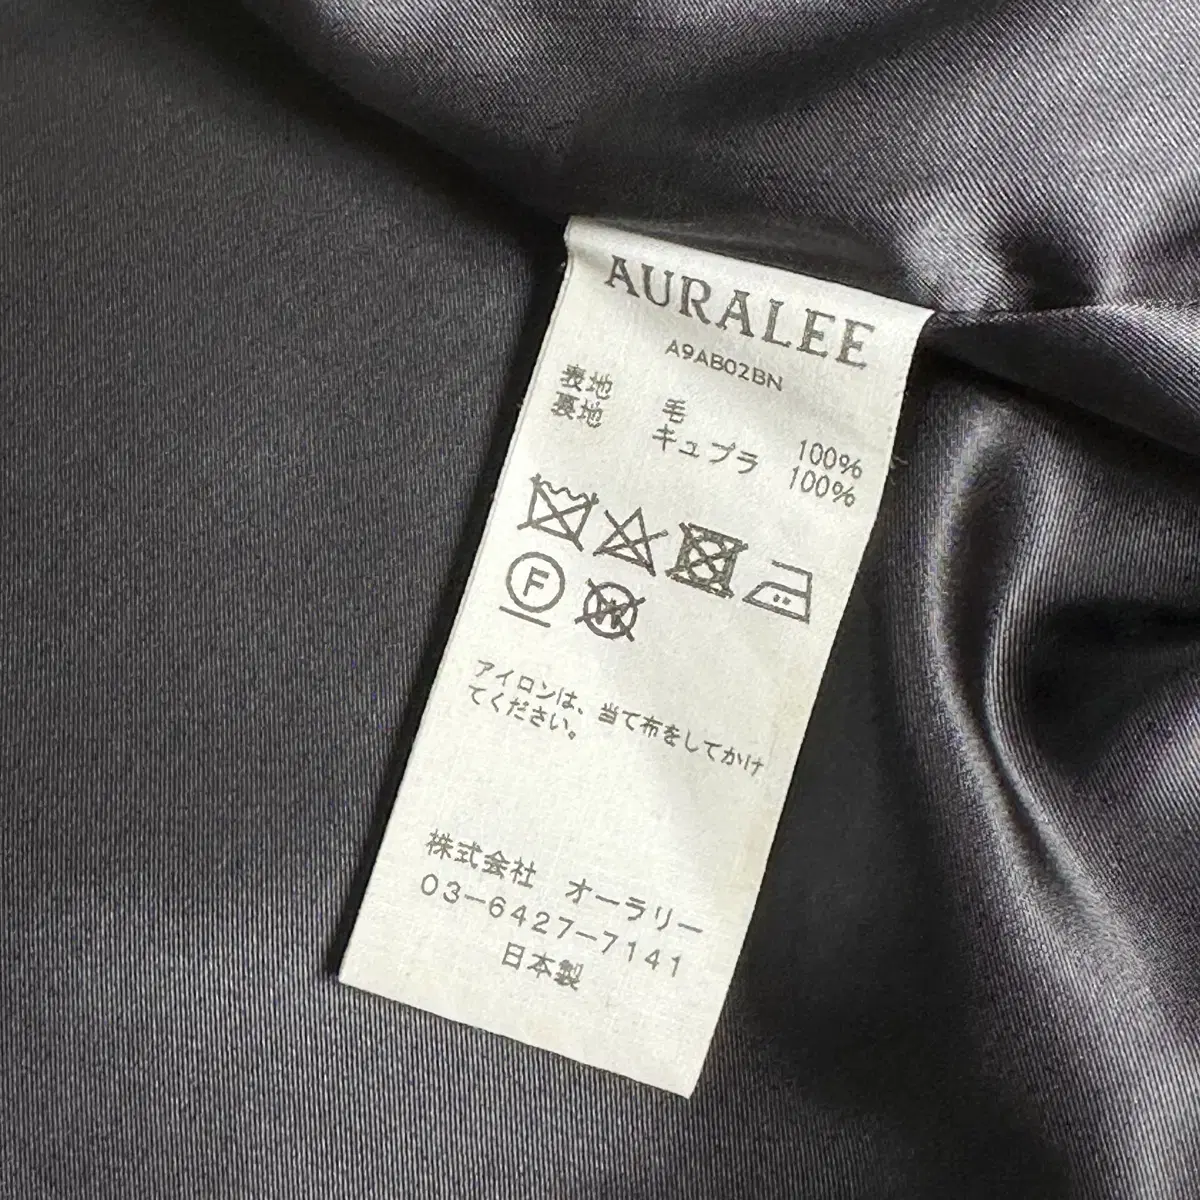 AURALEE
A9AB02BN
表地 毛 100%
裏地 キュプラ 100%
F
W
アイロンは、当て布をしてかけ
てください。
株式会社 オーラリー
03-6427-7141
日本製